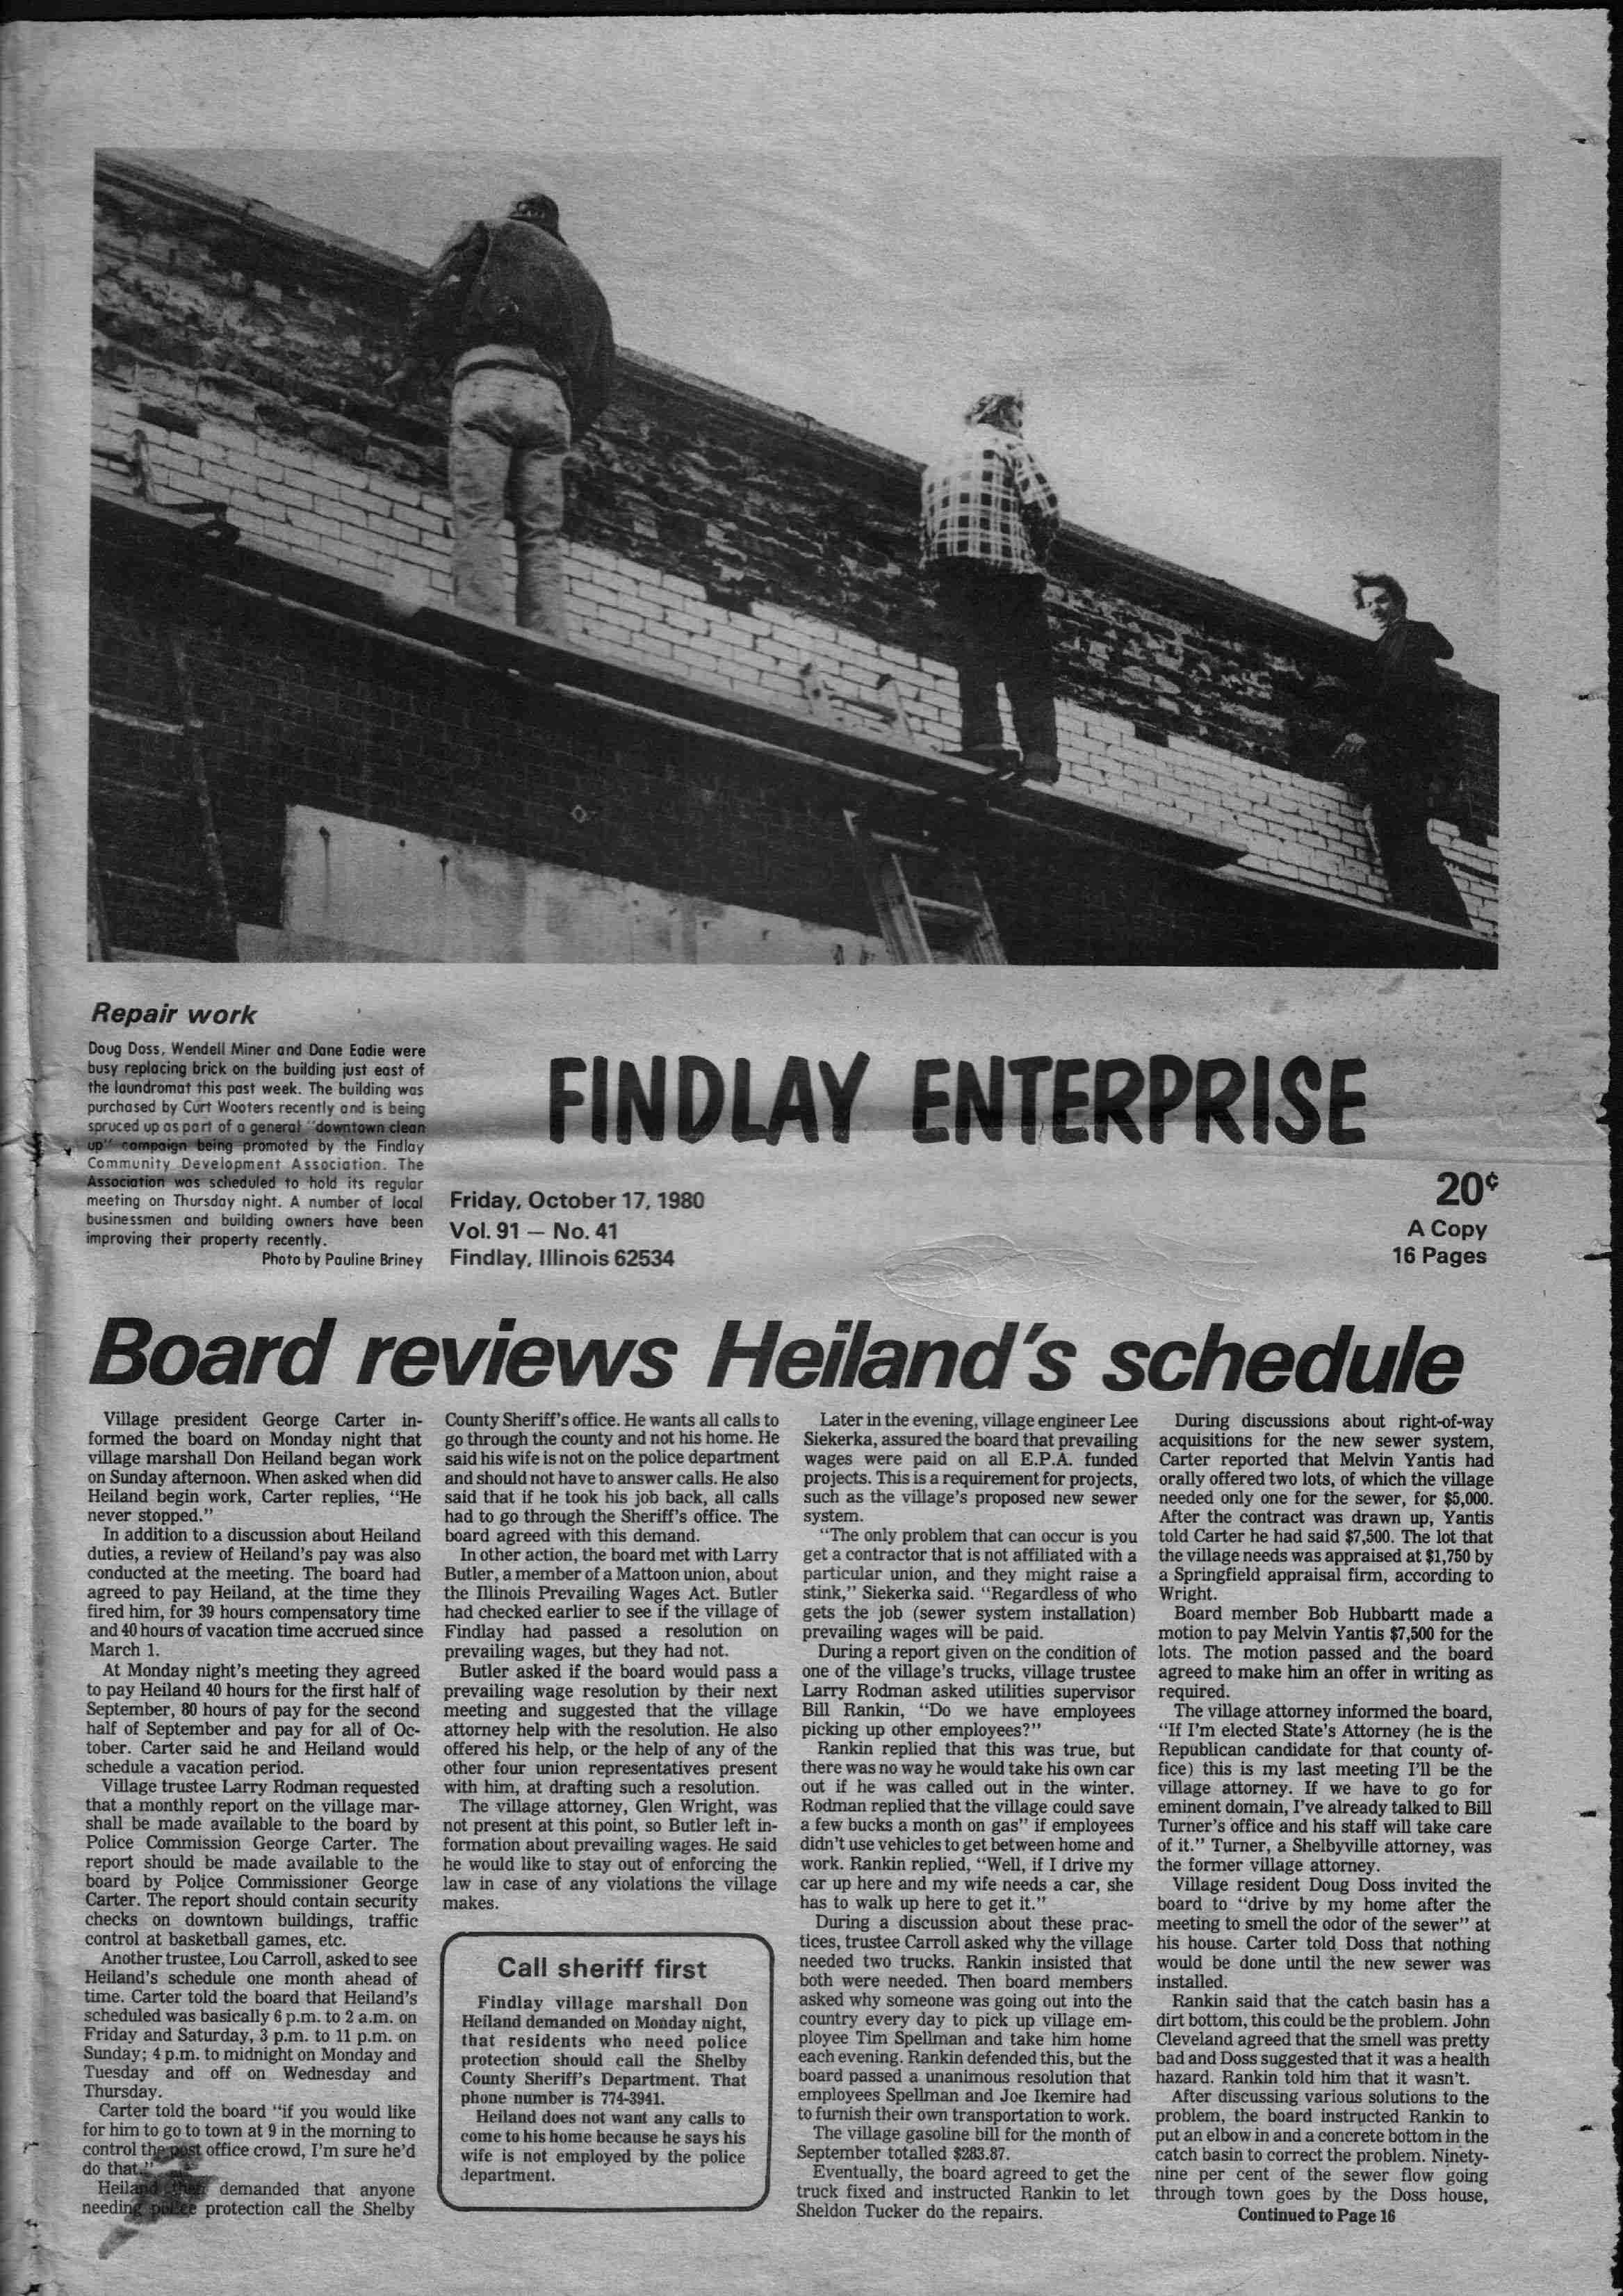 Repair work
Doug Doss, Wendell Miner and Dane Eadie were
busy replacing brick on the building just east of
the laundromat this past week. The building was
purchased by Curt Wooters recently and is being
spruced up as part of a general "downtown clean
up" campaign being promoted by the Findlay
Community Development Association. The
Association was scheduled to hold its regular
meeting on Thursday night. A number of local
businessmen and building owners have been
improving their property recently.
Photo by Pauline Briney
FINDLAY ENTERPRISE
Friday, October 17, 1980
Vol. 91 — No. 41
Findlay, Illinois 62534
20¢
A Copy
16 Pages
Board reviews Heiland's schedule
Village president George Carter in-
formed the board on Monday night that
village marshall Don Heiland began work
on Sunday afternoon. When asked when did
Heiland begin work, Carter replies, "He
never stopped."
In addition to a discussion about Heiland
duties, a review of Heiland's pay was also
conducted at the meeting. The board had
agreed to pay Heiland, at the time they
fired him, for 39 hours compensatory time
and 40 hours of vacation time accrued since
March 1.
At Monday night's meeting they agreed
to pay Heiland 40 hours for the first half of
September, 80 hours of pay for the second
half of September and pay for all of Oc-
tober. Carter said he and Heiland would
schedule a vacation period.
Village trustee Larry Rodman requested
that a monthly report on the village mar-
shall be made available to the board by
Police Commission George Carter. The
report should be made available to the
board by Police Commissioner George
Carter. The report should contain security
checks on downtown buildings, traffic
control at basketball games, etc.
Another trustee, Lou Carroll, asked to see
Heiland's schedule one month ahead of
time. Carter told the board that Heiland's
scheduled was basically 6 p.m. to 2 a.m. on
Friday and Saturday, 3 p.m. to 11 p.m. on
Sunday; 4 p.m. to midnight on Monday and
Tuesday and off on Wednesday and
Thursday.
Carter told the board "if you would like
for him to go to town at 9 in the morning to
control the post office crowd, I'm sure he'd
do that."
Heiland then demanded that anyone
needing police protection call the Shelby
County Sheriff's office. He wants all calls to
go through the county and not his home. He
said his wife is not on the police department
and should not have to answer calls. He also
said that if he took his job back, all calls
had to go through the Sheriff's office. The
board agreed with this demand.
In other action, the board met with Larry
Butler, a member of a Mattoon union, about
the Illinois Prevailing Wages Act. Butler
had checked earlier to see if the village of
Findlay had passed a resolution on
prevailing wages, but they had not.
Butler asked if the board would pass a
prevailing wage resolution by their next
meeting and suggested that the village
attorney help with the resolution. He also
offered his help, or the help of any of the
other four union representatives present
with him, at drafting such a resolution.
The village attorney, Glen Wright, was
not present at this point, so Butler left in-
formation about prevailing wages. He said
he would like to stay out of enforcing the
law in case of any violations the village
makes.
Call sheriff first
Findlay village marshall Don
Heiland demanded on Monday night,
that residents who need police
protection should call the Shelby
County Sheriff's Department. That
phone number is 774-3941.
Heiland does not want any calls to
come to his home because he says his
wife is not employed by the police
department.
Later in the evening, village engineer Lee
Siekerka, assured the board that prevailing
wages were paid on all E.P.A. funded
projects. This is a requirement for projects,
such as the village's proposed new sewer
system.
"The only problem that can occur is you
get a contractor that is not affiliated with a
particular union, and they might raise a
stink," Siekerka said. "Regardless of who
gets the job (sewer system installation)
prevailing wages will be paid.
During a report given on the condition of
one of the village's trucks, village trustee
Larry Rodman asked utilities supervisor
Bill Rankin, "Do we have employees
picking up other employees?"
Rankin replied that this was true, but
there was no way he would take his own car
out if he was called out in the winter.
Rodman replied that the village could save
a few bucks a month on gas" if employees
didn't use vehicles to get between home and
work. Rankin replied, "Well, if I drive my
car up here and my wife needs a car, she
has to walk up here to get it."
During a discussion about these prac-
tices, trustee Carroll asked why the village
needed two trucks. Rankin insisted that
both were needed. Then board members
asked why someone was going out into the
country every day to pick up village em-
ployee Tim Spellman and take him home
each evening. Rankin defended this, but the
board passed a unanimous resolution that
employees Spellman and Joe Ikemire had
to furnish their own transportation to work.
The village gasoline bill for the month of
September totalled $283.87.
Eventually, the board agreed to get the
truck fixed and instructed Rankin to let
Sheldon Tucker do the repairs.
During discussions about right-of-way
acquisitions for the new sewer system,
Carter reported that Melvin Yantis had
orally offered two lots, of which the village
needed only one for the sewer, for $5,000.
After the contract was drawn up, Yantis
told Carter he had said $7,500. The lot that
the village needs was appraised at $1,750 by
a Springfield appraisal firm, according to
Wright.
Board member Bob Hubbartt made a
motion to pay Melvin Yantis $7,500 for the
lots. The motion passed and the board
agreed to make him an offer in writing as
required.
The village attorney informed the board,
"If I'm elected State's Attorney (he is the
Republican candidate for that county of-
fice) this is my last meeting I'll be the
village attorney. If we have to go for
eminent domain, I've already talked to Bill
Turner's office and his staff will take care
of it." Turner, a Shelbyville attorney, was
the former village attorney.
Village resident Doug Doss invited the
board to "drive by my home after the
meeting to smell the odor of the sewer" at
his house. Carter told Doss that nothing
would be done until the new sewer was
installed.
Rankin said that the catch basin has a
dirt bottom, this could be the problem. John
Cleveland agreed that the smell was pretty
bad and Doss suggested that it was a health
hazard. Rankin told him that it wasn't.
After discussing various solutions to the
problem, the board instructed Rankin to
put an elbow in and a concrete bottom in the
catch basin to correct the problem. Ninety-
nine per cent of the sewer flow going
through town goes by the Doss house,
Continued to Page 16